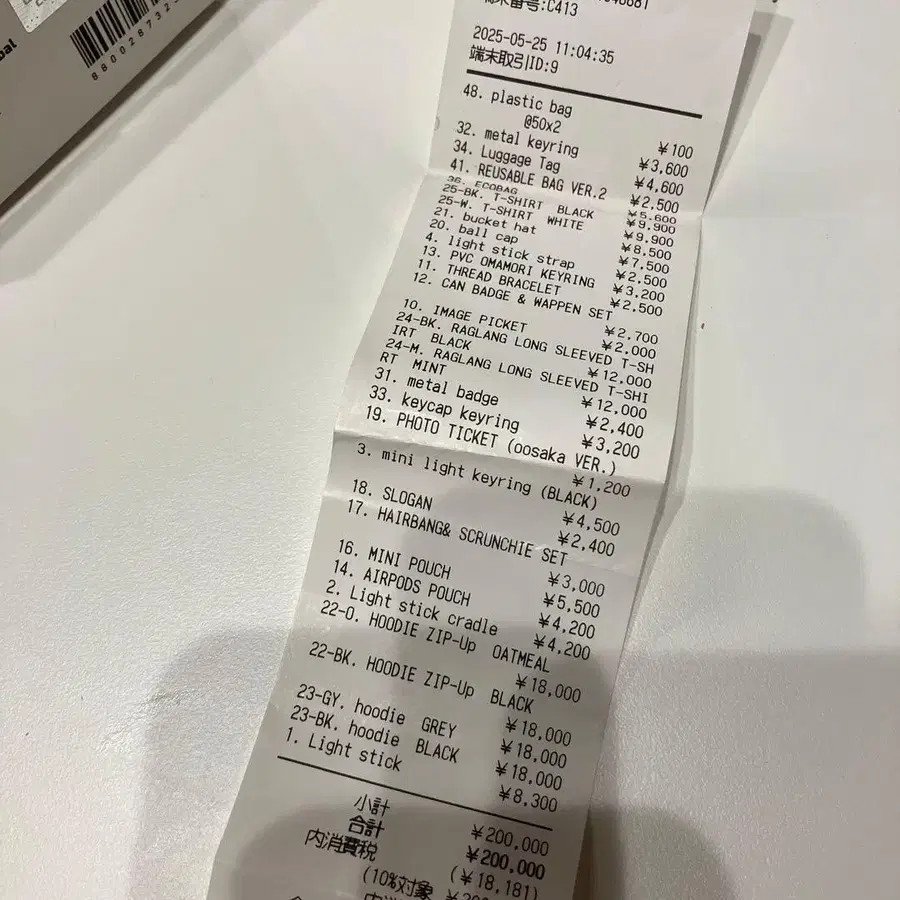 :C413
2025-05-25 11:04:35
端末取引ID:9
48. plastic bag
@50x2 ¥100
32. metal keyring ¥3,600
34. Luggage Tag ¥4,600
41. REUSABLE BAG VER.2 ¥2,500
36. ECOBAG ¥5,600
25-BK. T-SHIRT BLACK ¥9,900
25-W. T-SHIRT WHITE ¥9,900
21. bucket hat ¥8,500
20. ball cap ¥7,500
4. light stick strap ¥2,500
13. PVC OMAMORI KEYRING ¥3,200
11. THREAD BRACELET ¥2,500
12. CAN BADGE & WAPPEN SET
¥2,700
10. IMAGE PICKET ¥2,000
24-BK. RAGLANG LONG SLEEVED T-SH
IRT BLACK ¥12,000
24-M. RAGLANG LONG SLEEVED T-SHI
RT MINT ¥12,000
31. metal badge ¥2,400
33. keycap keyring ¥3,200
19. PHOTO TICKET (oosaka VER.)
¥1,200
3. mini light keyring (BLACK)
¥4,500
18. SLOGAN ¥2,400
17. HAIRBANG& SCRUNCHIE SET
¥3,000
16. MINI POUCH ¥5,500
14. AIRPODS POUCH ¥4,200
2. Light stick cradle ¥4,200
22-O. HOODIE ZIP-Up OATMEAL
¥18,000
22-BK. HOODIE ZIP-Up BLACK
¥18,000
23-GY. hoodie GREY ¥18,000
23-BK. hoodie BLACK ¥18,000
1. Light stick ¥8,300
小計 ¥200,000
合計 ¥200,000
内消費税 (¥18,181)
(10%対象